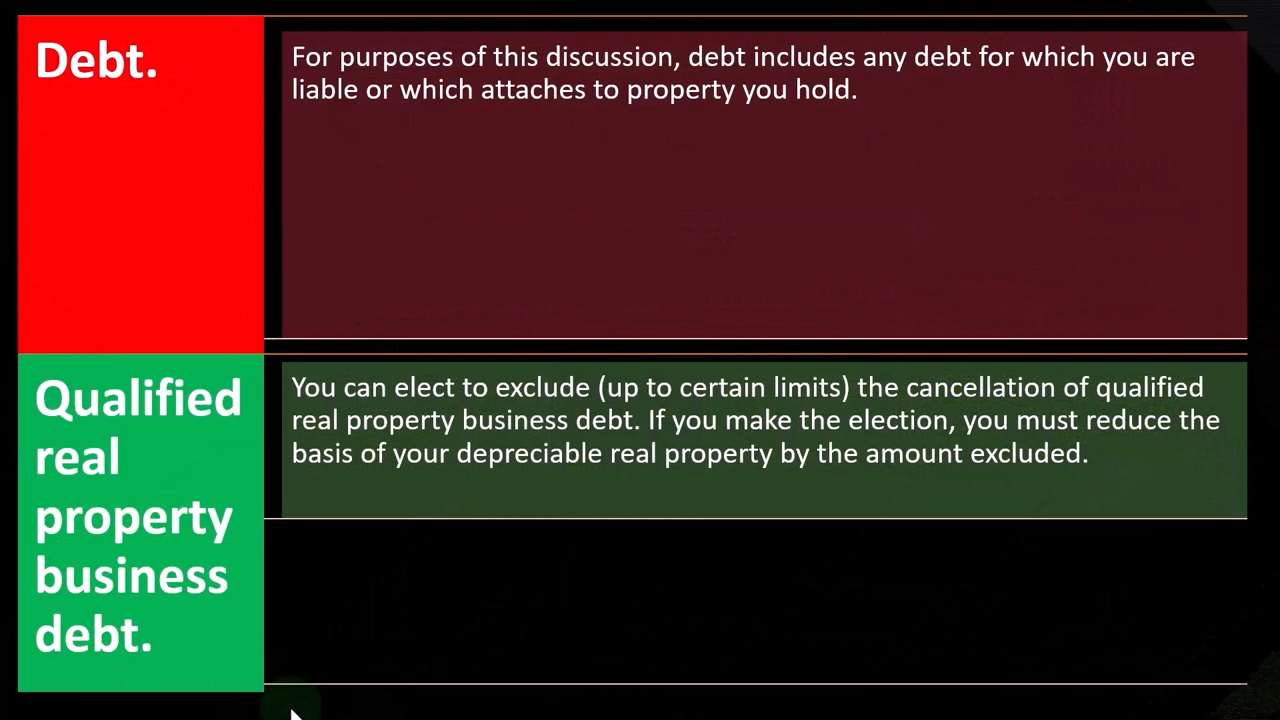 Debt.
For purposes of this discussion, debt includes any debt for which you are
liable or which attaches to property you hold.
Qualified
real
property
business
debt.
You can elect to exclude (up to certain limits) the cancellation of qualified
real property business debt. If you make the election, you must reduce the
basis of your depreciable real property by the amount excluded.